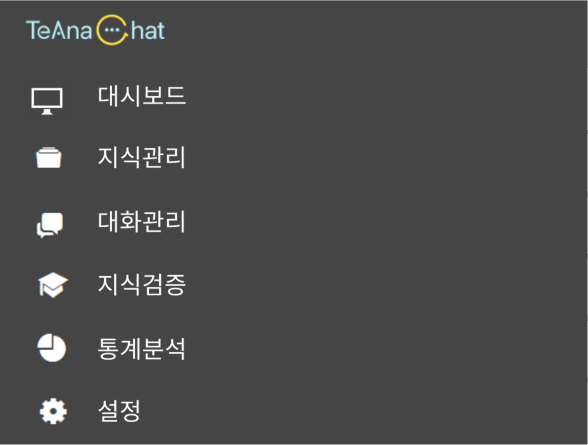 TeAna Chat
대시보드
지식관리
대화관리
지식검증
통계분석
설정